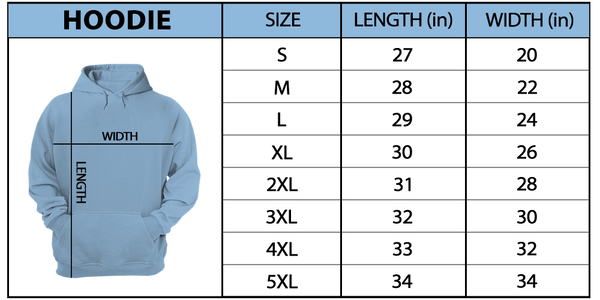 HOODIE SIZE LENGTH (in) WIDTH (in)
S 27 20
M 28 22
L 29 24
XL 30 26
2XL 31 28
3XL 32 30
4XL 33 32
5XL 34 34
WIDTH
LENGTH